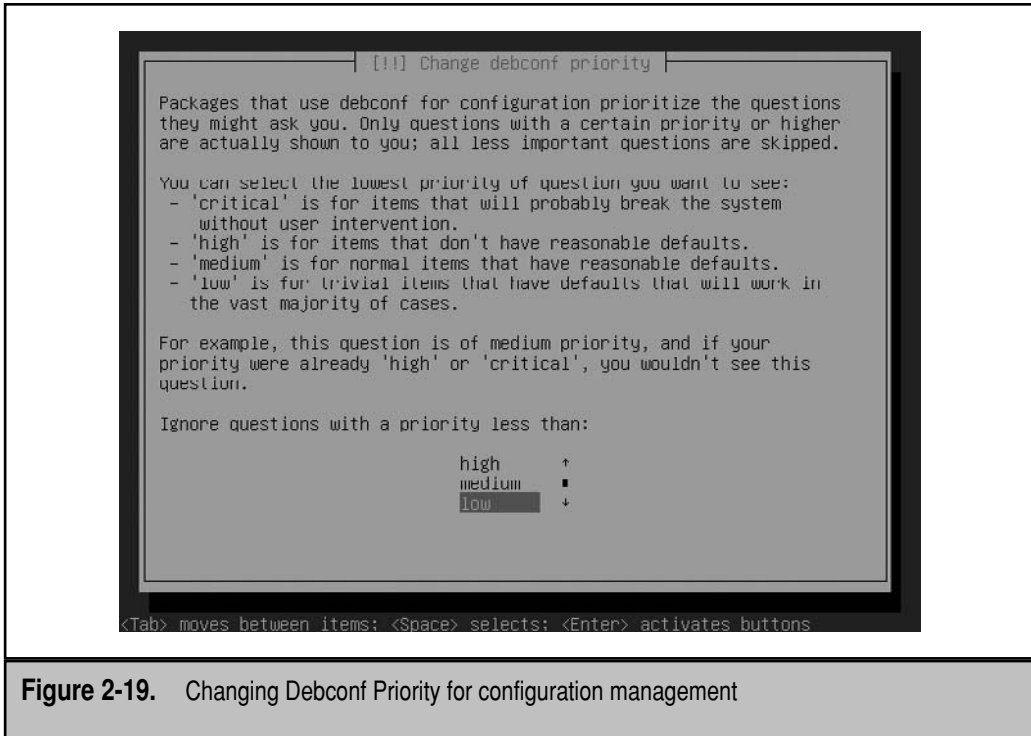 [!!] Change debconf priority
Packages that use debconf for configuration prioritize the questions
they might ask you. Only questions with a certain priority or higher
are actually shown to you; all less important questions are skipped.
You can select the lowest priority of question you want to see:
- 'critical' is for items that will probably break the system
without user intervention.
- 'high' is for items that don't have reasonable defaults.
- 'medium' is for normal items that have reasonable defaults.
- 'low' is for trivial items that have defaults that will work in
the vast majority of cases.
For example, this question is of medium priority, and if your
priority were already 'high' or 'critical', you wouldn't see this
question.
Ignore questions with a priority less than:
high ↑
medium
low ↓
<Tab> moves between items; <Space> selects; <Enter> activates buttons
Figure 2-19. Changing Debconf Priority for configuration management